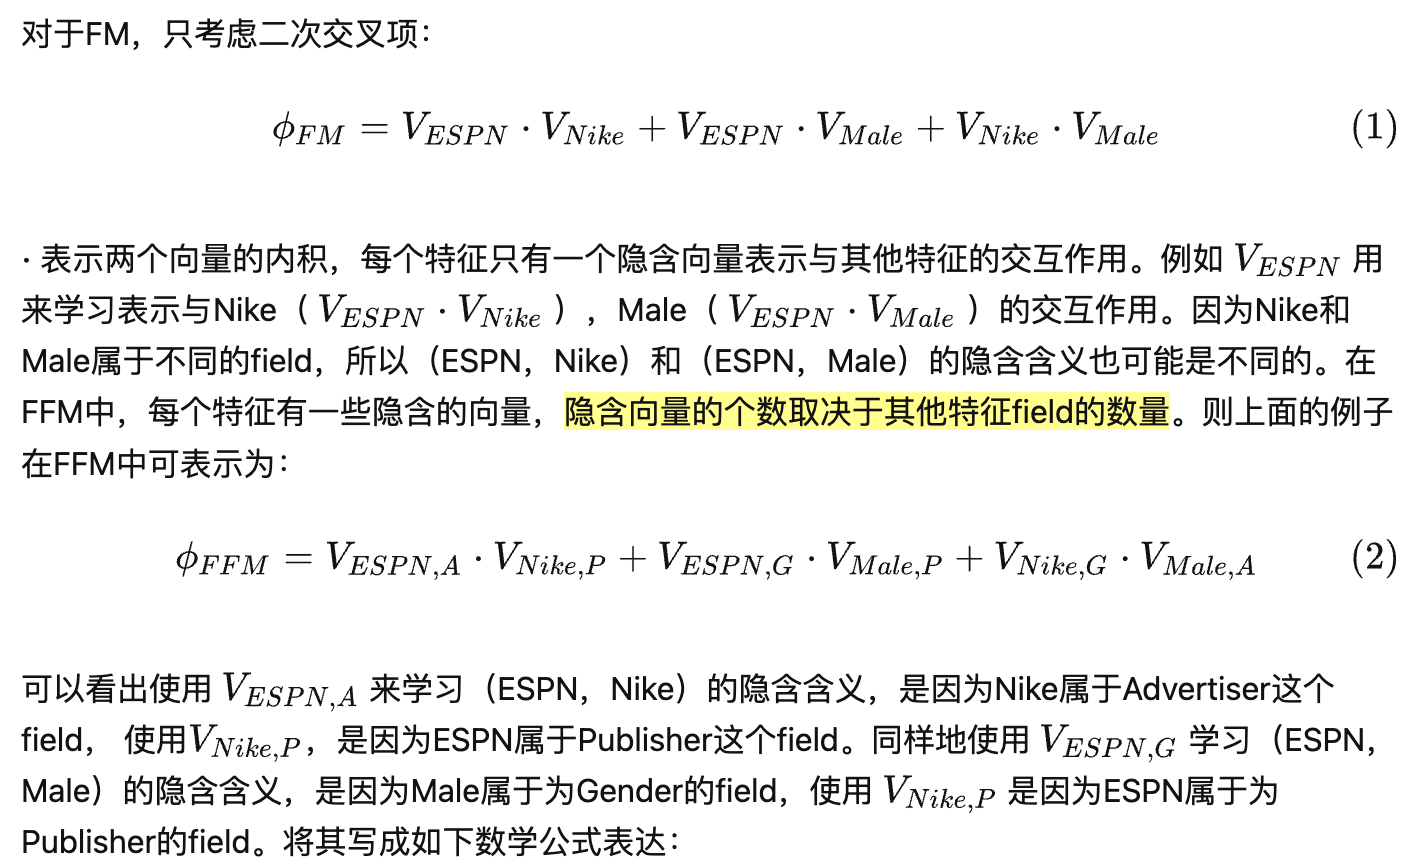 对于FM，只考虑二次交叉项：
$\phi_{FM} = V_{ESPN} \cdot V_{Nike} + V_{ESPN} \cdot V_{Male} + V_{Nike} \cdot V_{Male}$ (1)
· 表示两个向量的内积，每个特征只有一个隐含向量表示与其他特征的交互作用。例如 $V_{ESPN}$ 用
来学习表示与Nike（ $V_{ESPN} \cdot V_{Nike}$ ），Male（ $V_{ESPN} \cdot V_{Male}$ ）的交互作用。因为Nike和
Male属于不同的field，所以（ESPN，Nike）和（ESPN，Male）的隐含含义也可能是不同的。在
FFM中，每个特征有一些隐含的向量，隐含向量的个数取决于其他特征field的数量。则上面的例子
在FFM中可表示为：
$\phi_{FFM} = V_{ESPN,A} \cdot V_{Nike,P} + V_{ESPN,G} \cdot V_{Male,P} + V_{Nike,G} \cdot V_{Male,A}$ (2)
可以看出使用 $V_{ESPN,A}$ 来学习（ESPN，Nike）的隐含含义，是因为Nike属于Advertiser这个
field， 使用$V_{Nike,P}$，是因为ESPN属于Publisher这个field。同样地使用 $V_{ESPN,G}$ 学习（ESPN，
Male）的隐含含义，是因为Male属于为Gender的field，使用 $V_{Nike,P}$ 是因为ESPN属于为
Publisher的field。将其写成如下数学公式表达：